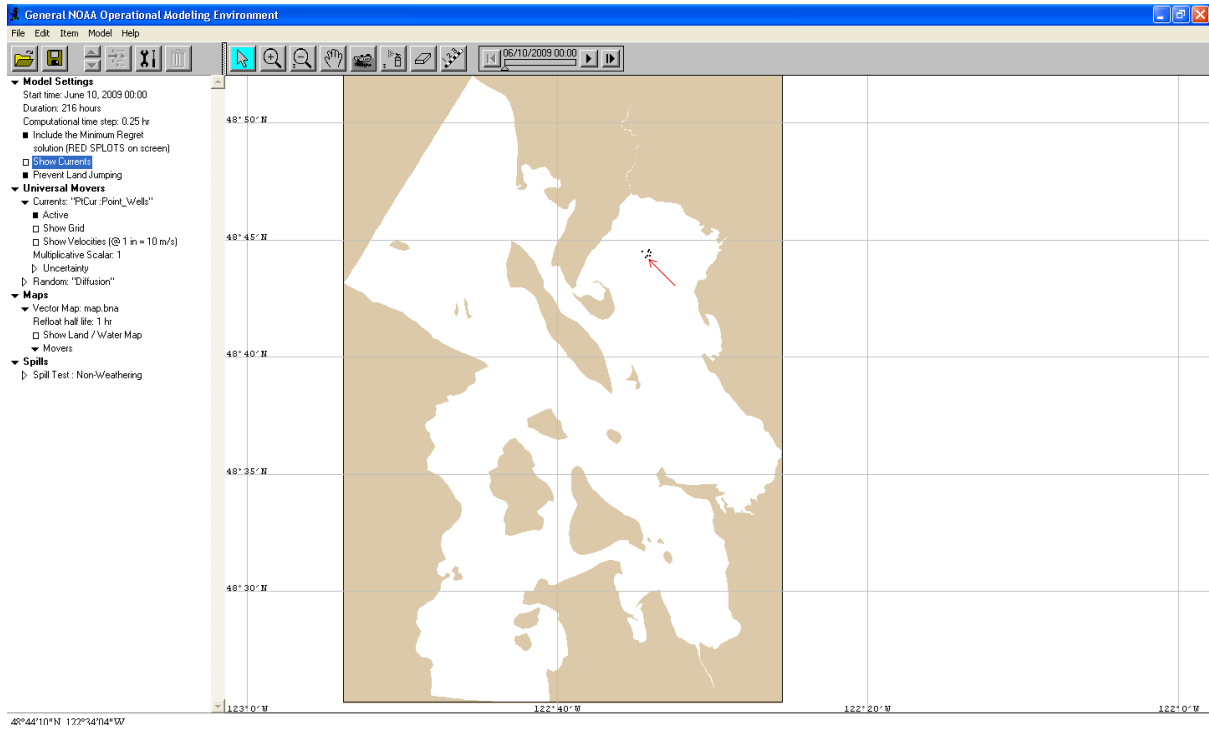 General NOAA Operational Modeling Environment
File Edit Item Model Help
06/10/2009 00:00
Model Settings
Start time: June 10, 2009 00:00
Duration: 216 hours
Computational time step: 0.25 hr
Include the Minimum Regret
solution (RED SPLOTS on screen)
Show Currents
Prevent Land Jumping
Universal Movers
Currents: "PtCur :Point_Wells"
Active
Show Grid
Show Velocities (@ 1 in = 10 m/s)
Multiplicative Scalar: 1
Uncertainty
Random: "Diffusion"
Maps
Vector Map: map.bna
Refloat half life: 1 hr
Show Land / Water Map
Movers
Spills
Spill Test : Non-Weathering
48° 50' N
48° 45' N
48° 40' N
48° 35' N
48° 30' N
123° 0' W 122° 40' W 122° 20' W 122° 0' W
48°44'10"N 122°34'04"W